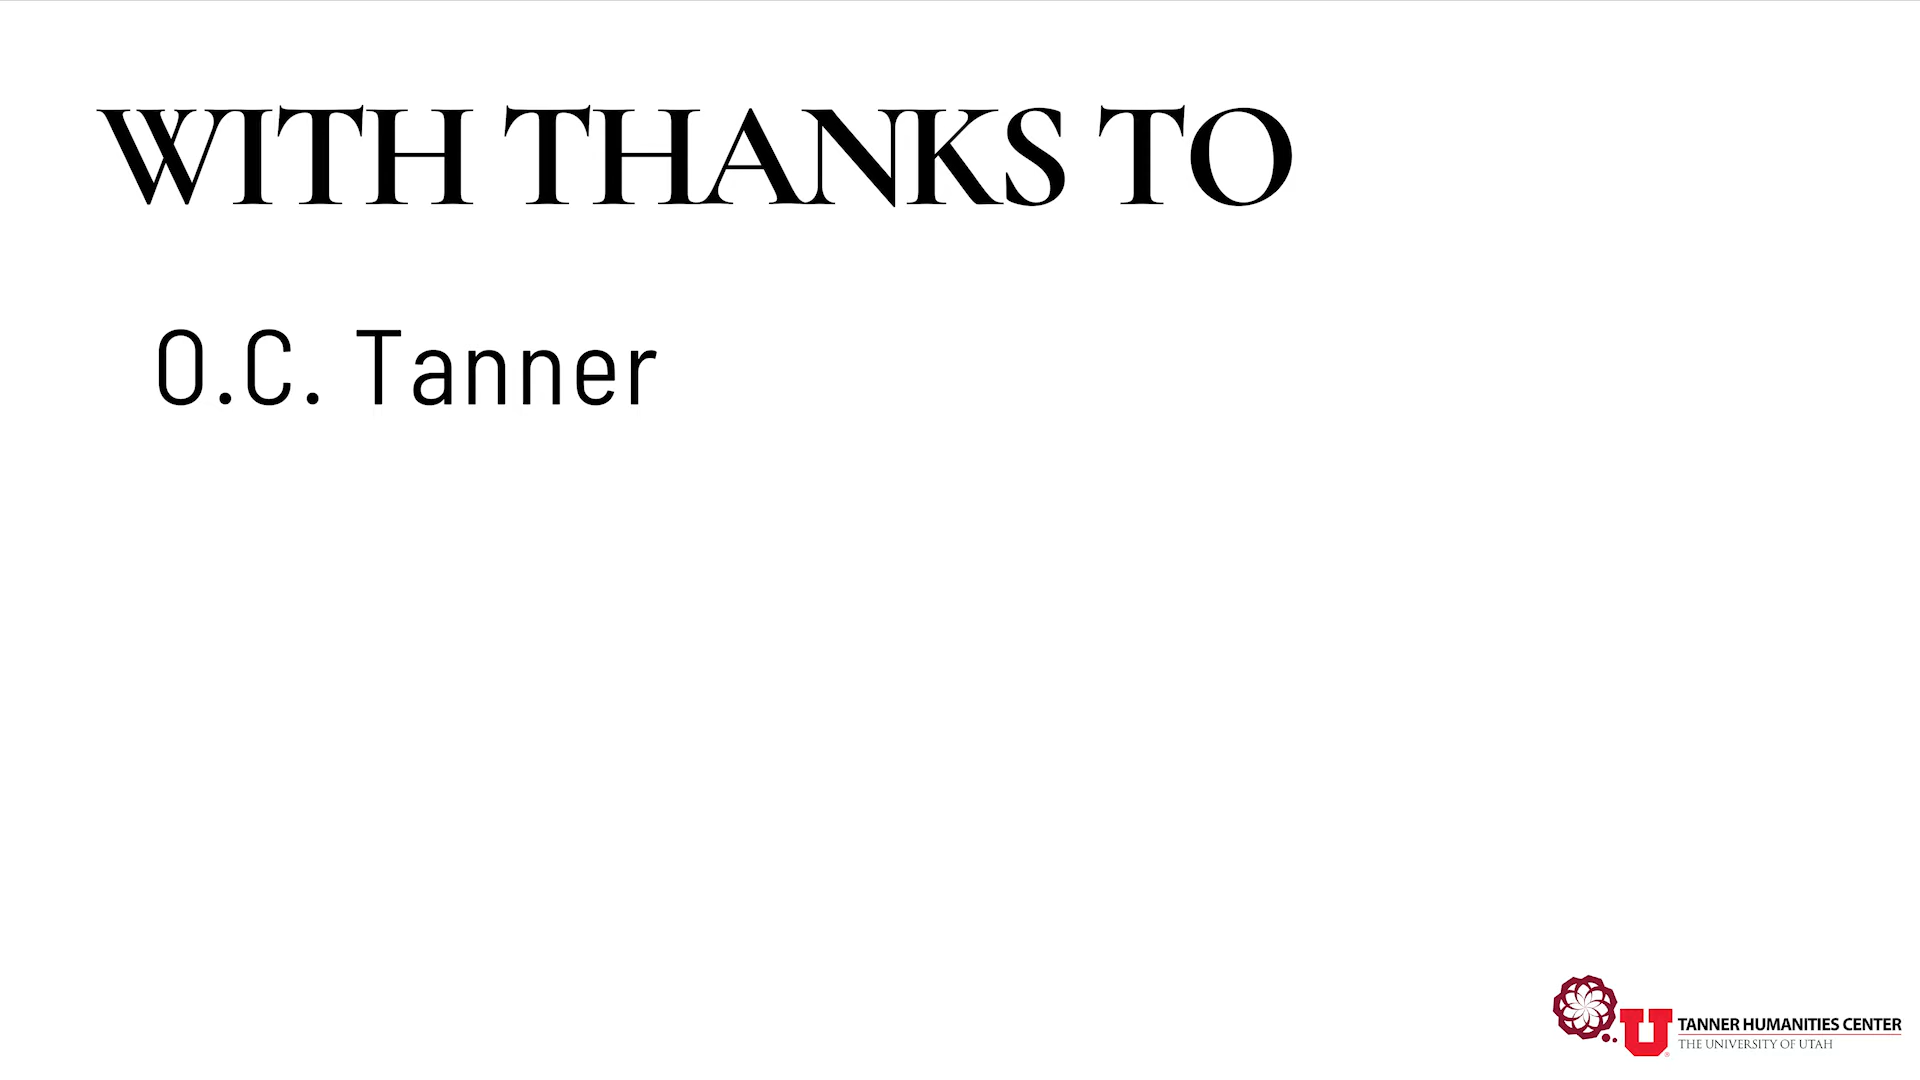 WITH THANKS TO
O.C. Tanner
U
TANNER HUMANITIES CENTER
THE UNIVERSITY OF UTAH